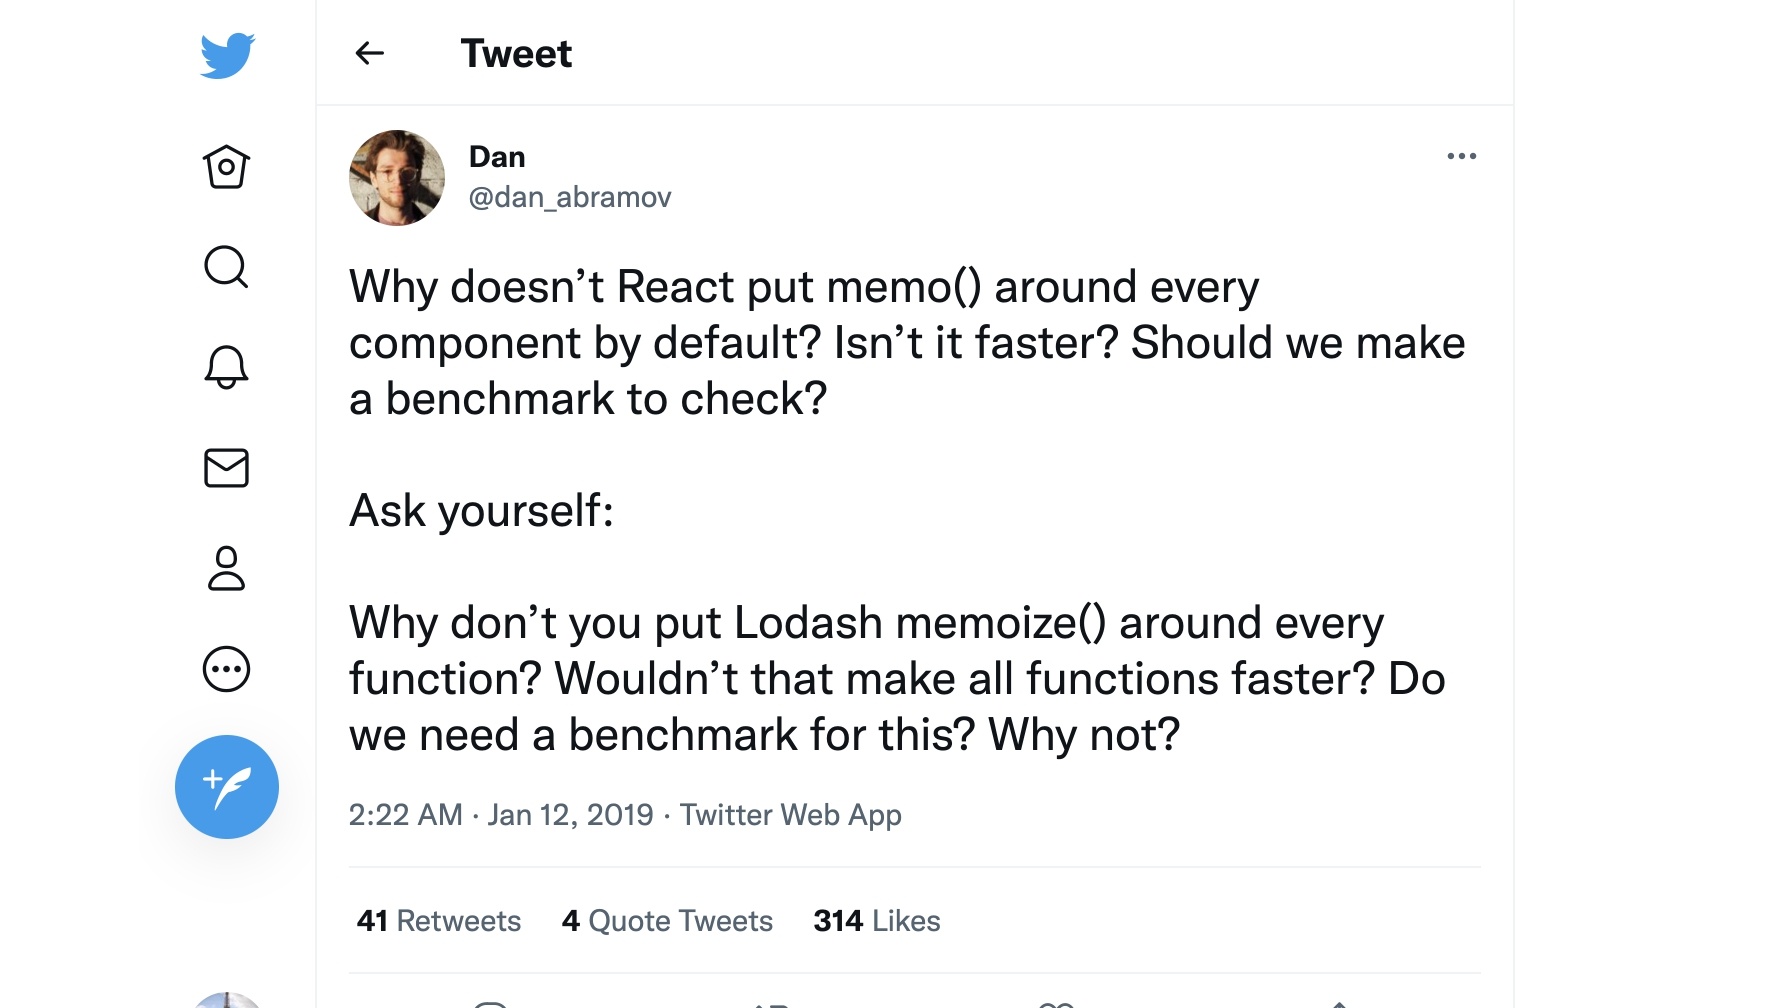 Tweet
Dan
@dan_abramov
Why doesn’t React put memo() around every
component by default? Isn’t it faster? Should we make
a benchmark to check?
Ask yourself:
Why don’t you put Lodash memoize() around every
function? Wouldn’t that make all functions faster? Do
we need a benchmark for this? Why not?
2:22 AM · Jan 12, 2019 · Twitter Web App
41 Retweets 4 Quote Tweets 314 Likes